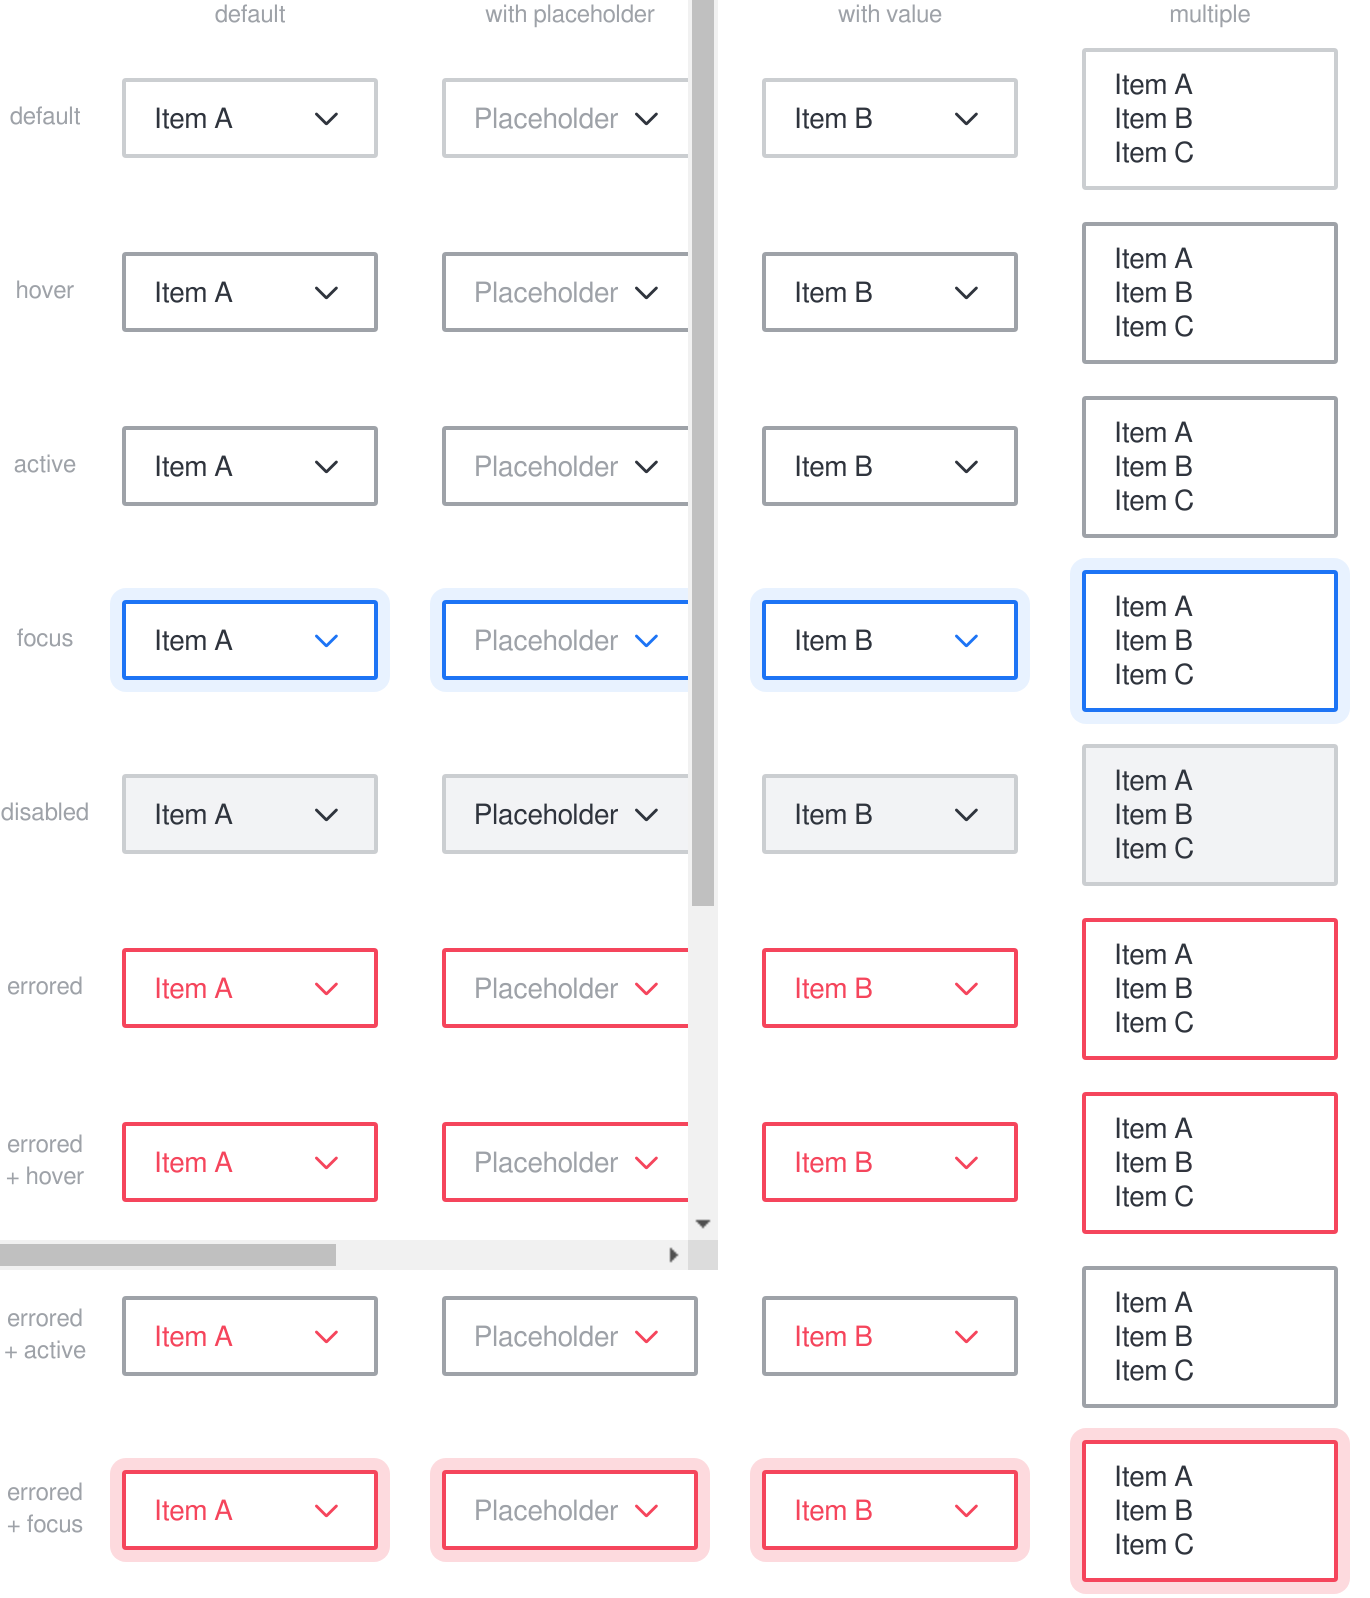 default with placeholder with value multiple
default Item A Placeholder Item B Item A
Item B
Item C
hover Item A Placeholder Item B Item A
Item B
Item C
active Item A Placeholder Item B Item A
Item B
Item C
focus Item A Placeholder Item B Item A
Item B
Item C
disabled Item A Placeholder Item B Item A
Item B
Item C
errored Item A Placeholder Item B Item A
Item B
Item C
errored
+ hover Item A Placeholder Item B Item A
Item B
Item C
errored
+ active Item A Placeholder Item B Item A
Item B
Item C
errored
+ focus Item A Placeholder Item B Item A
Item B
Item C